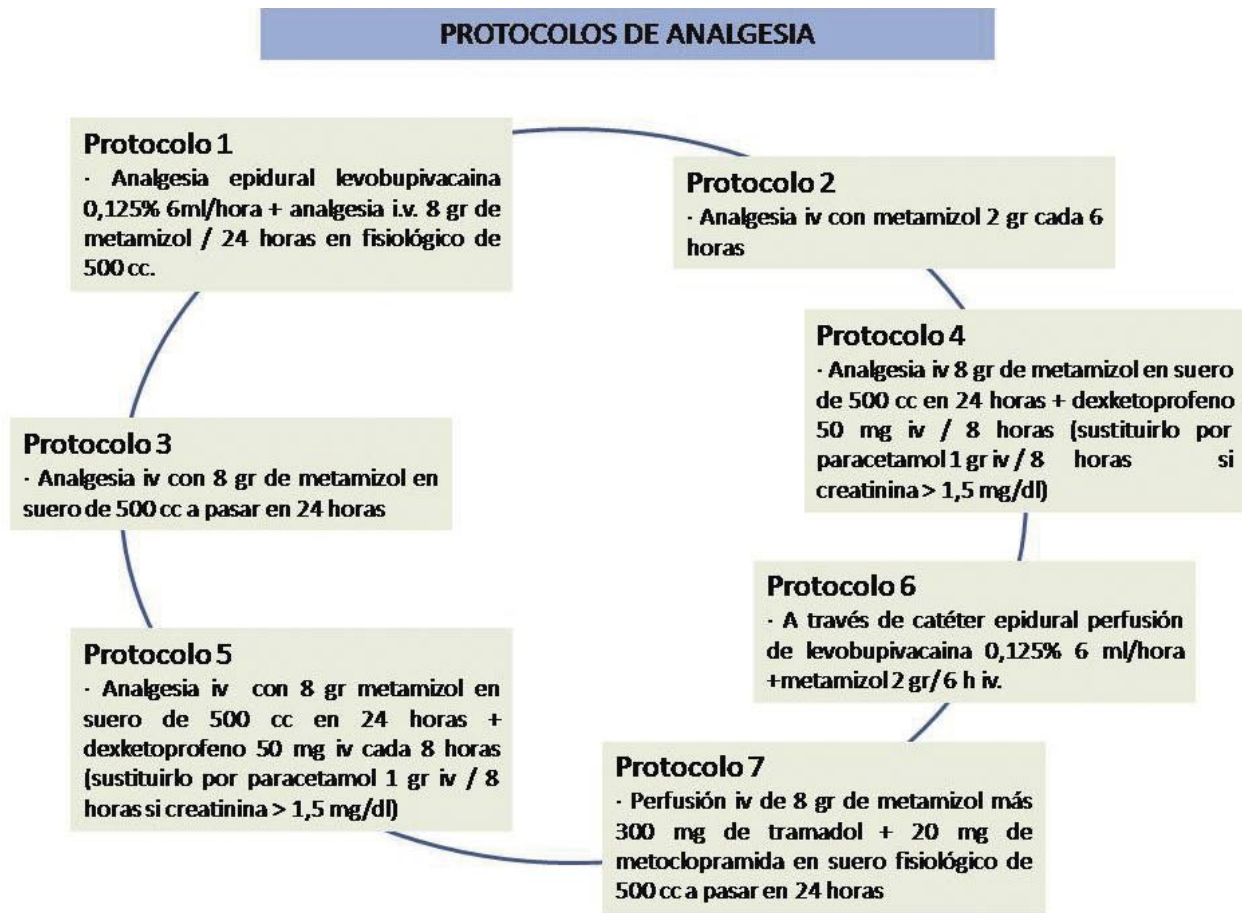 PROTOCOLOS DE ANALGESIA
Protocolo 1
· Analgesia epidural levobupivacaina
0,125% 6ml/hora + analgesia i.v. 8 gr de
metamizol / 24 horas en fisiológico de
500 cc.
Protocolo 2
· Analgesia iv con metamizol 2 gr cada 6
horas
Protocolo 3
· Analgesia iv con 8 gr de metamizol en
suero de 500 cc a pasar en 24 horas
Protocolo 4
· Analgesia iv 8 gr de metamizol en suero
de 500 cc en 24 horas + dexketoprofeno
50 mg iv / 8 horas (sustituirlo por
paracetamol 1 gr iv / 8 horas si
creatinina > 1,5 mg/dl)
Protocolo 5
· Analgesia iv con 8 gr metamizol en
suero de 500 cc en 24 horas +
dexketoprofeno 50 mg iv cada 8 horas
(sustituirlo por paracetamol 1 gr iv / 8
horas si creatinina > 1,5 mg/dl)
Protocolo 6
· A través de catéter epidural perfusión
de levobupivacaina 0,125% 6 ml/hora
+metamizol 2 gr/ 6 h iv.
Protocolo 7
· Perfusión iv de 8 gr de metamizol más
300 mg de tramadol + 20 mg de
metoclopramida en suero fisiológico de
500 cc a pasar en 24 horas